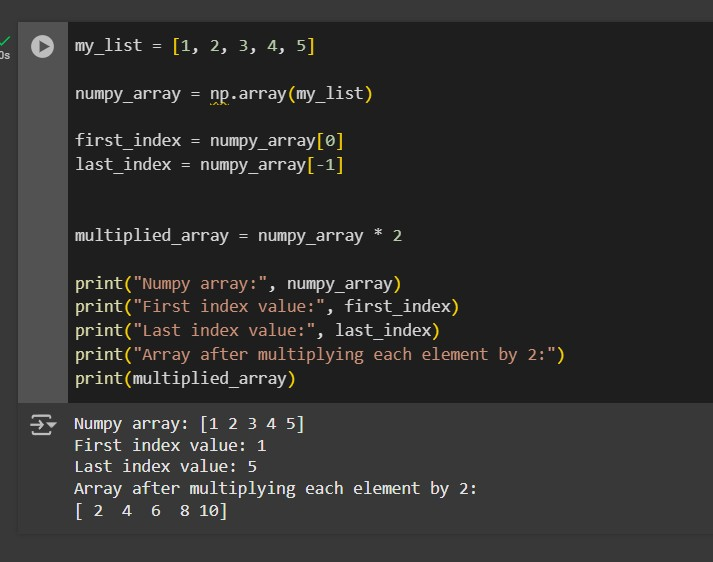 0s
my_list = [1, 2, 3, 4, 5]
numpy_array = np.array(my_list)
first_index = numpy_array[0]
last_index = numpy_array[-1]
multiplied_array = numpy_array * 2
print("Numpy array:", numpy_array)
print("First index value:", first_index)
print("Last index value:", last_index)
print("Array after multiplying each element by 2:")
print(multiplied_array)
Numpy array: [1 2 3 4 5]
First index value: 1
Last index value: 5
Array after multiplying each element by 2:
[ 2  4  6  8 10]